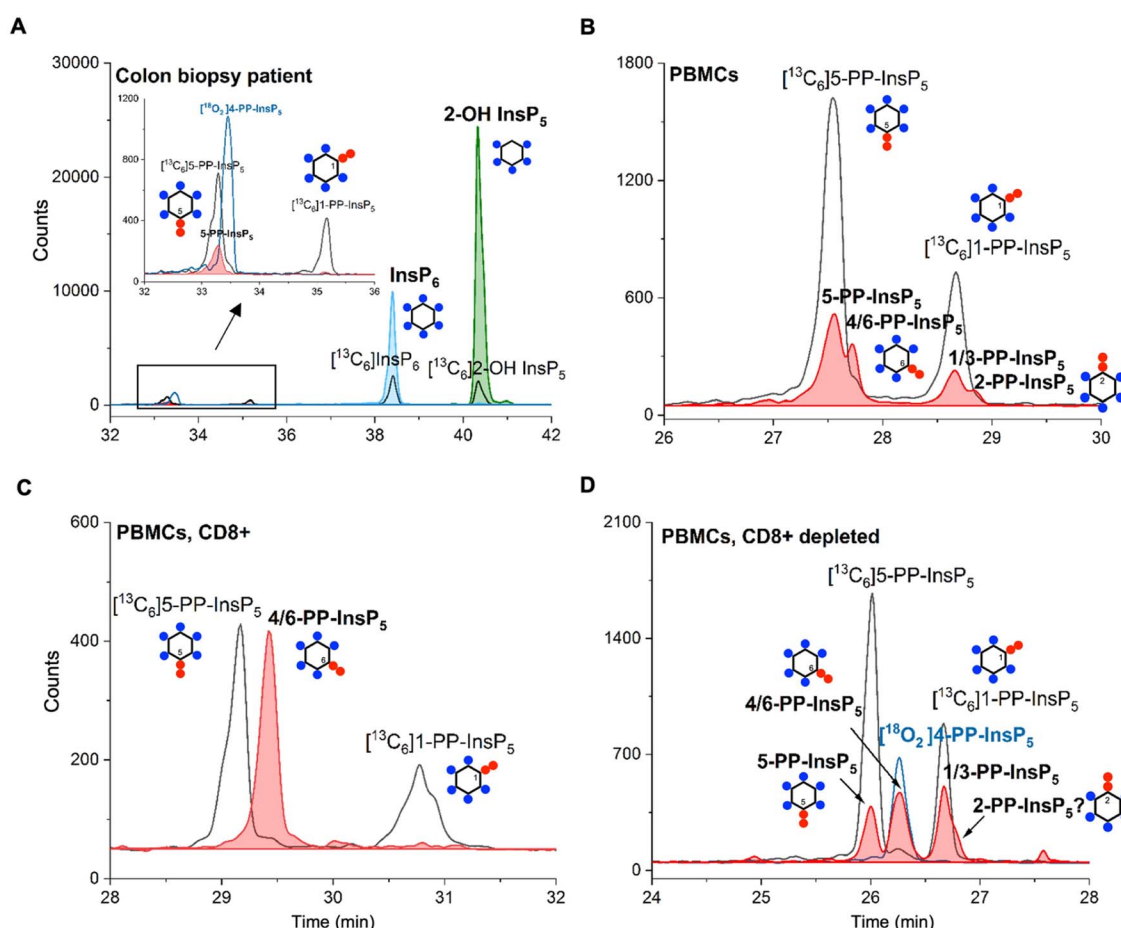 A
Colon biopsy patient
30000
20000
10000
0
Counts
1200
800
400
0
[¹⁸O₂]4-PP-InsP₅
[¹³C₆]5-PP-InsP₅
5
5-PP-InsP₅
1
[¹³C₆]1-PP-InsP₅
32 33 34 35 36
2-OH InsP₅
InsP₆
[¹³C₆]InsP₆
[¹³C₆]2-OH InsP₅
32 34 36 38 40 42
B
PBMCs
1800
1200
600
0
[¹³C₆]5-PP-InsP₅
5
1
[¹³C₆]1-PP-InsP₅
5-PP-InsP₅
4/6-PP-InsP₅
6
1/3-PP-InsP₅
2-PP-InsP₅
2
26 27 28 29 30
C
PBMCs, CD8+
600
400
200
0
Counts
[¹³C₆]5-PP-InsP₅
5
4/6-PP-InsP₅
6
[¹³C₆]1-PP-InsP₅
1
28 29 30 31 32
Time (min)
D
PBMCs, CD8+ depleted
2100
1400
700
0
[¹³C₆]5-PP-InsP₅
6
1
4/6-PP-InsP₅
[¹³C₆]1-PP-InsP₅
[¹⁸O₂]4-PP-InsP₅
5-PP-InsP₅
5
1/3-PP-InsP₅
2-PP-InsP₅?
2
24 25 26 27 28
Time (min)